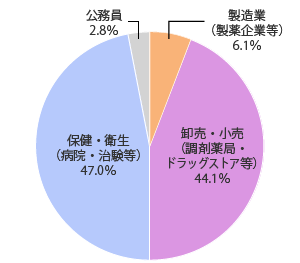 公務員
2.8%
製造業
（製薬企業等）
6.1%
卸売・小売
（調剤薬局・
ドラッグストア等）
44.1%
保健・衛生
（病院・治験等）
47.0%